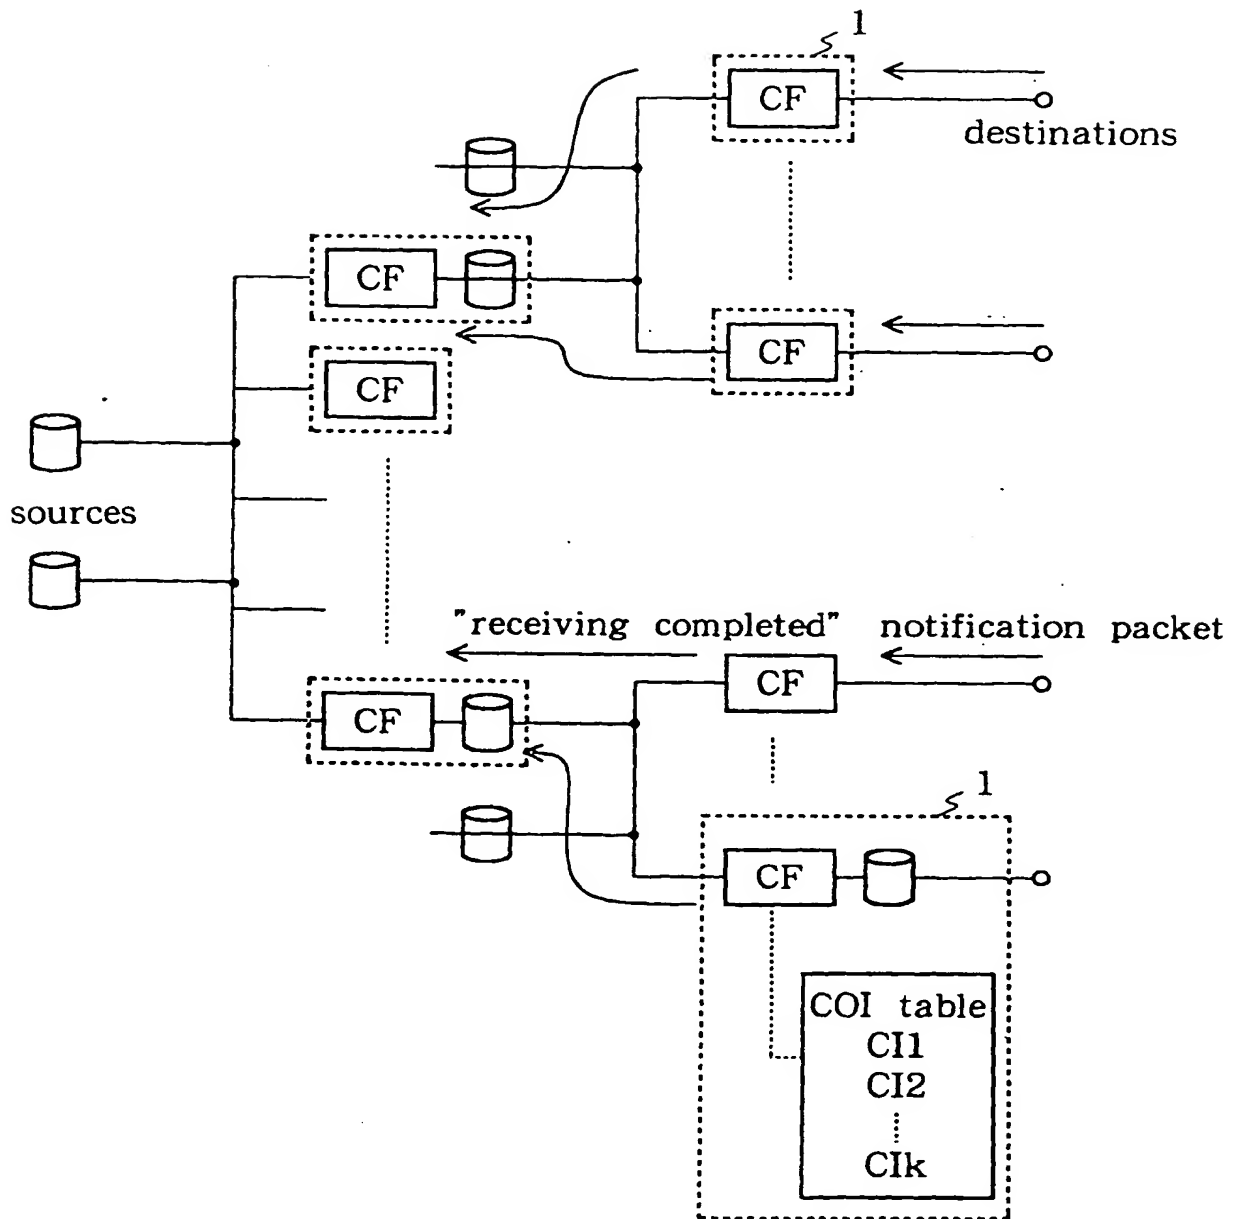 1
CF
destinations
CF
CF
CF
sources
"receiving completed" notification packet
CF
CF
1
CF
COI table
CI1
CI2
CIk